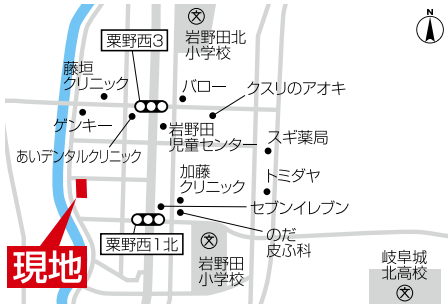 N
文
粟野西3
岩野田北
小学校
藤垣
クリニック
バロー
クスリのアオキ
ゲンキー
岩野田
児童センター
あいデンタルクリニック
スギ薬局
加藤
クリニック
トミダヤ
セブンイレブン
粟野西1北
のだ
皮ふ科
現地
文
岩野田
小学校
岐阜城
北高校
文